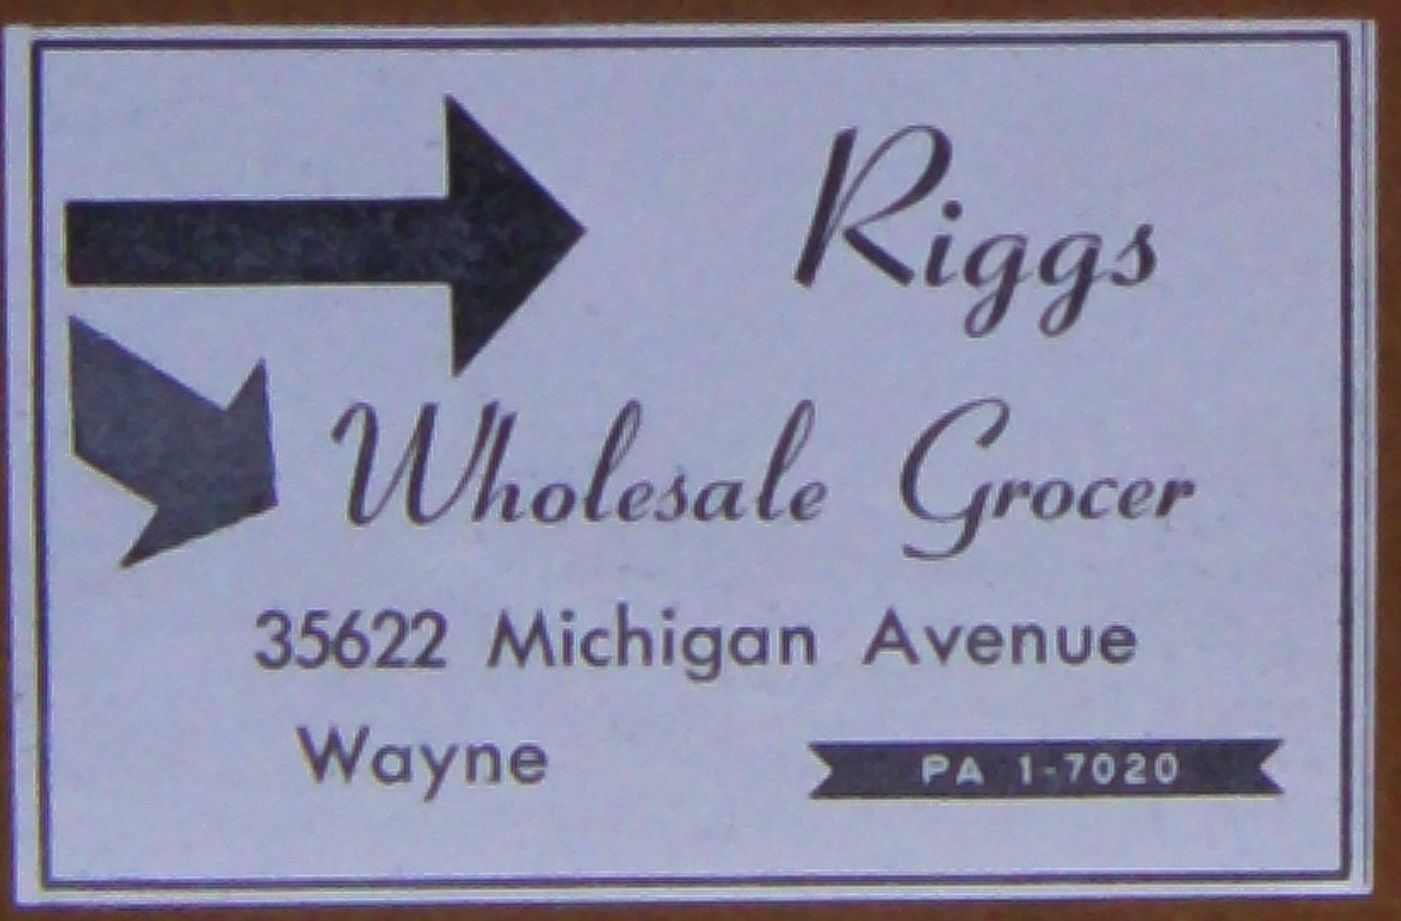 Riggs
Wholesale Grocer
35622 Michigan Avenue
Wayne
PA 1-7020